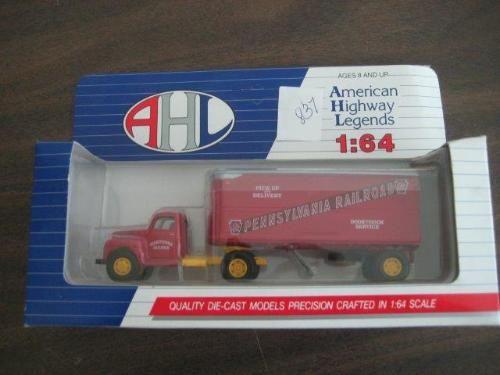 AGES 8 AND UP
AHL
837
American
Highway
Legends
1:64
PICK UP
&
DELIVERY
PENNSYLVANIA RAILROAD
DOORSTOCK
SERVICE
QUALITY DIE-CAST MODELS PRECISION CRAFTED IN 1:64 SCALE